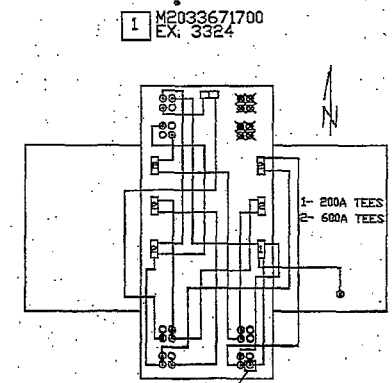 1 M2033671700
EX: 3324
N
1- 200A TEES
2- 600A TEES